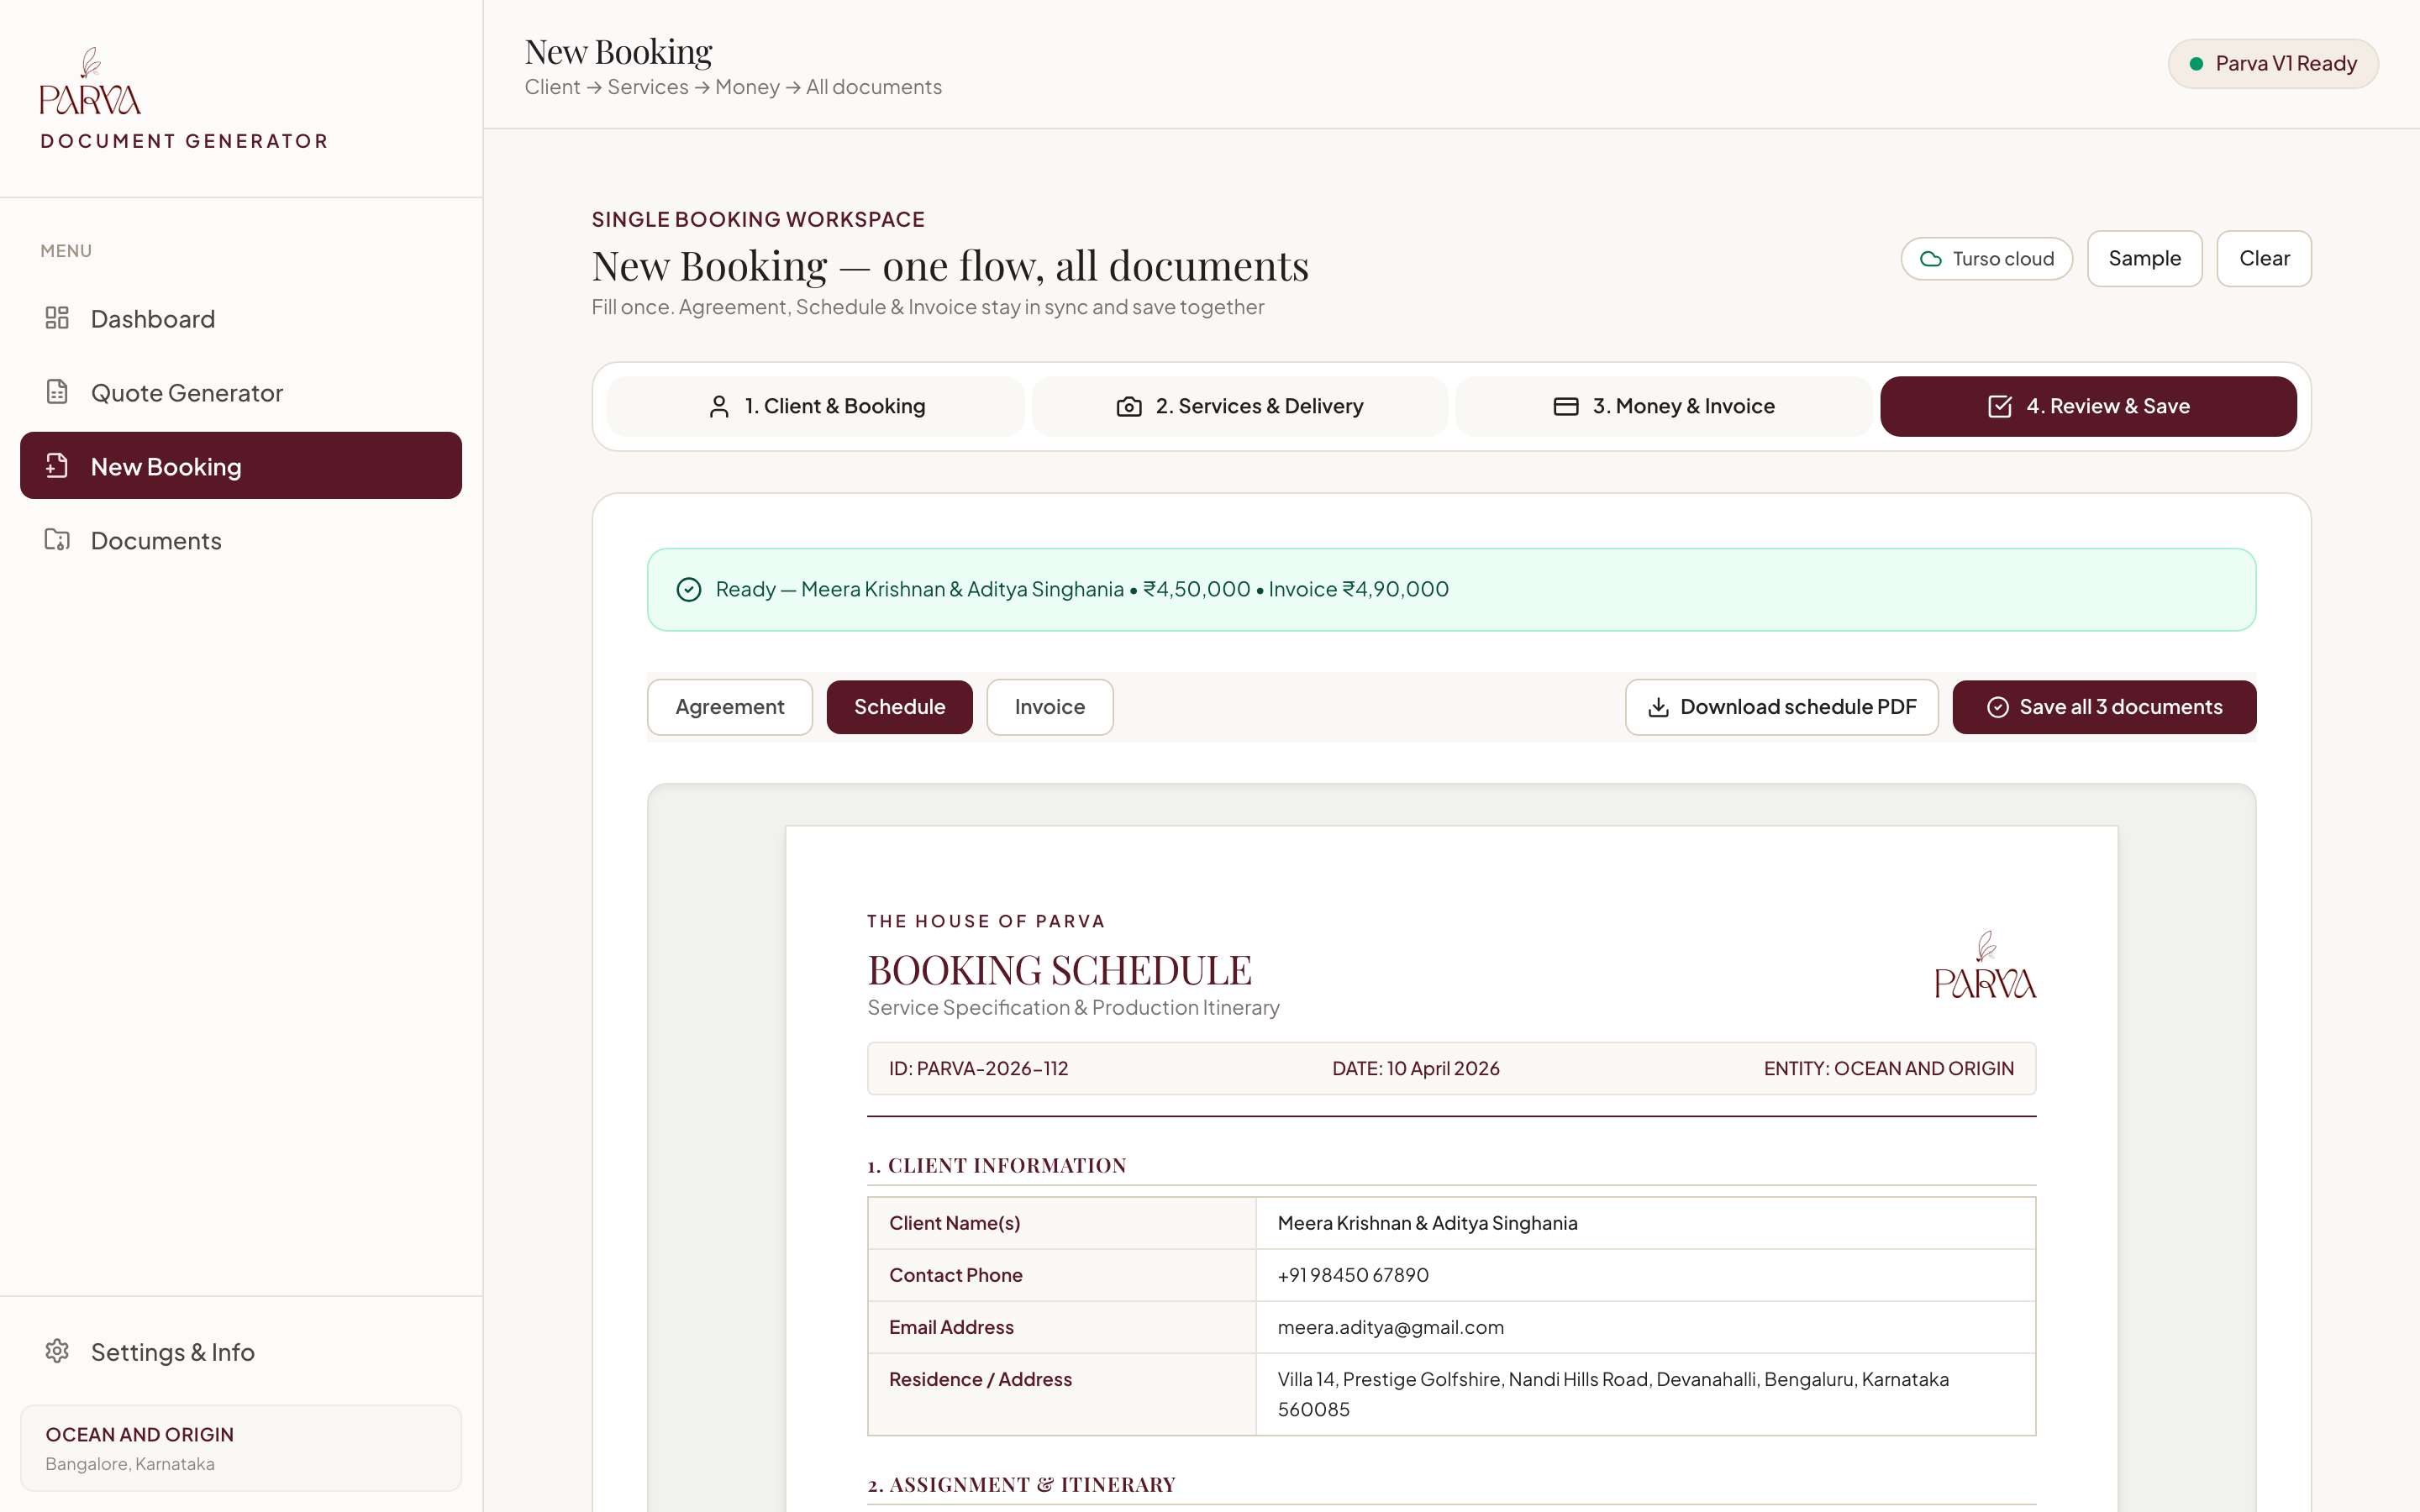 PARVA
DOCUMENT GENERATOR
MENU
Dashboard
Quote Generator
New Booking
Documents
Settings & Info
OCEAN AND ORIGIN
Bangalore, Karnataka
New Booking
Client → Services → Money → All documents
Parva V1 Ready
SINGLE BOOKING WORKSPACE
New Booking — one flow, all documents
Fill once. Agreement, Schedule & Invoice stay in sync and save together
Turso cloud
Sample
Clear
1. Client & Booking
2. Services & Delivery
3. Money & Invoice
4. Review & Save
Ready — Meera Krishnan & Aditya Singhania • ₹4,50,000 • Invoice ₹4,90,000
Agreement
Schedule
Invoice
Download schedule PDF
Save all 3 documents
THE HOUSE OF PARVA
BOOKING SCHEDULE
Service Specification & Production Itinerary
PARVA
ID: PARVA-2026-112
DATE: 10 April 2026
ENTITY: OCEAN AND ORIGIN
1. CLIENT INFORMATION
Client Name(s)
Meera Krishnan & Aditya Singhania
Contact Phone
+91 98450 67890
Email Address
meera.aditya@gmail.com
Residence / Address
Villa 14, Prestige Golfshire, Nandi Hills Road, Devanahalli, Bengaluru, Karnataka
560085
2. ASSIGNMENT & ITINERARY